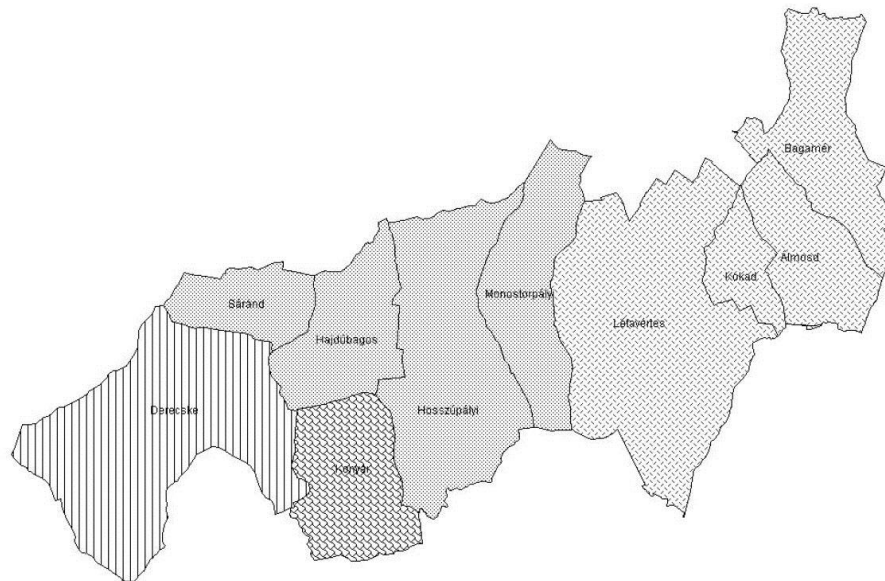 Bagamér
Álmosd
Kokad
Monostorpályi
Létavértes
Sáránd
Hajdúbagos
Derecske
Hosszúpályi
Konyár